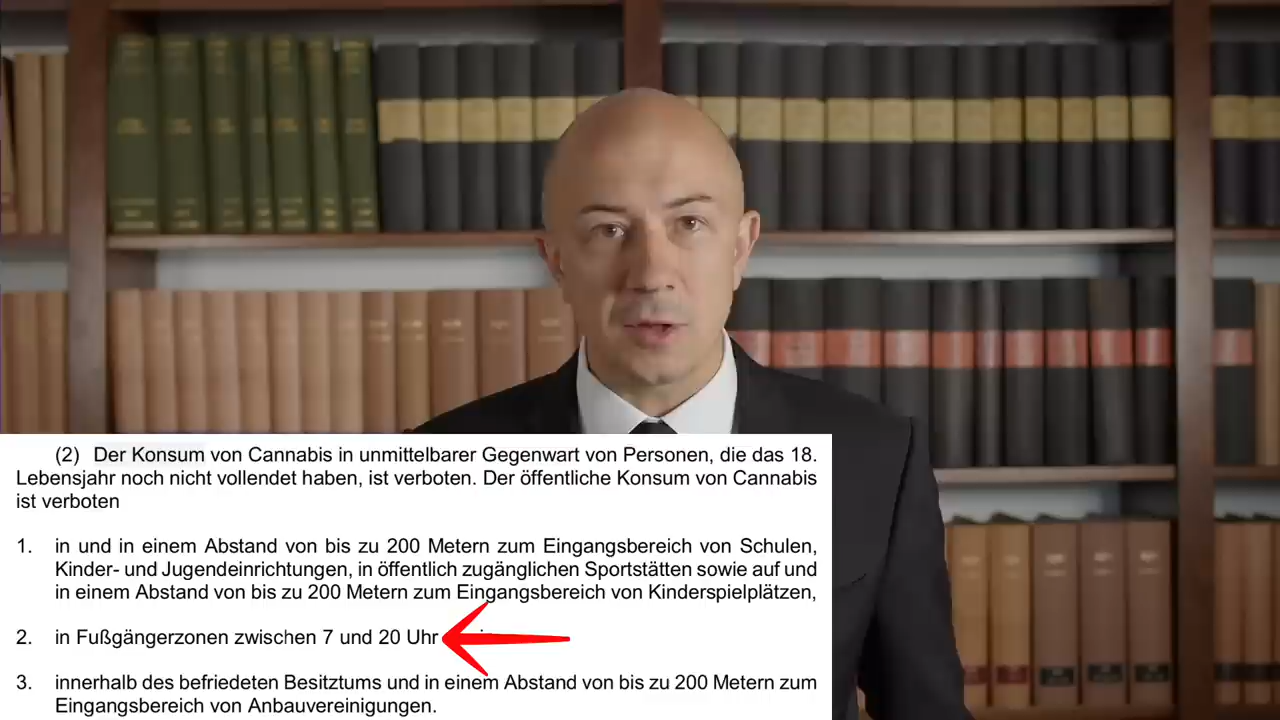 (2) Der Konsum von Cannabis in unmittelbarer Gegenwart von Personen, die das 18.
Lebensjahr noch nicht vollendet haben, ist verboten. Der öffentliche Konsum von Cannabis
ist verboten
1. in und in einem Abstand von bis zu 200 Metern zum Eingangsbereich von Schulen,
Kinder- und Jugendeinrichtungen, in öffentlich zugänglichen Sportstätten sowie auf und
in einem Abstand von bis zu 200 Metern zum Eingangsbereich von Kinderspielplätzen,
2. in Fußgängerzonen zwischen 7 und 20 Uhr
3. innerhalb des befriedeten Besitztums und in einem Abstand von bis zu 200 Metern zum
Eingangsbereich von Anbauvereinigungen.